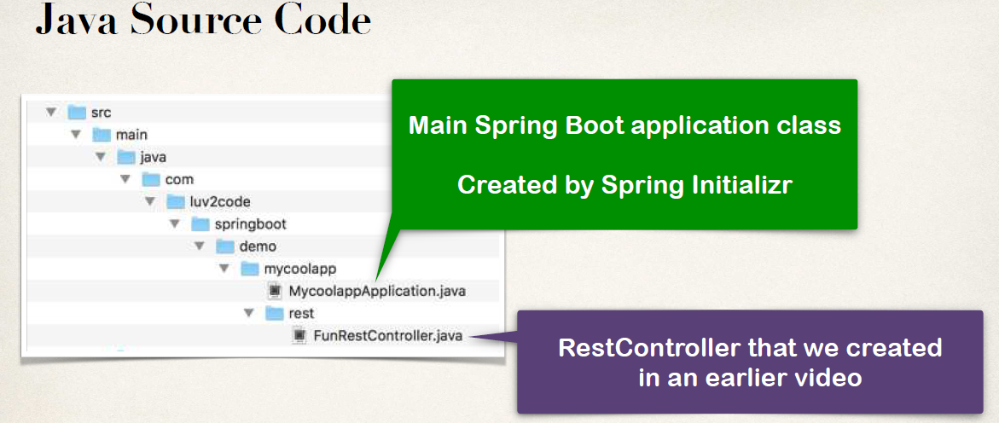 Java Source Code
src
main
java
com
luv2code
springboot
demo
mycoolapp
MycoolappApplication.java
rest
FunRestController.java
Main Spring Boot application class
Created by Spring Initializr
RestController that we created
in an earlier video